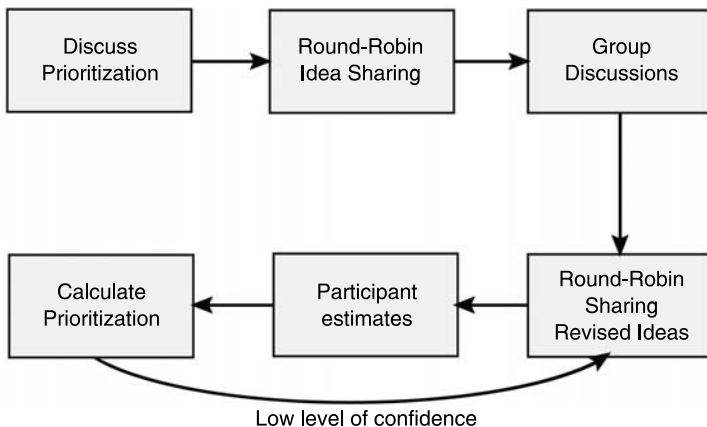 Discuss
Prioritization
Round-Robin
Idea Sharing
Group
Discussions
Round-Robin
Sharing
Revised Ideas
Participant
estimates
Calculate
Prioritization
Low level of confidence